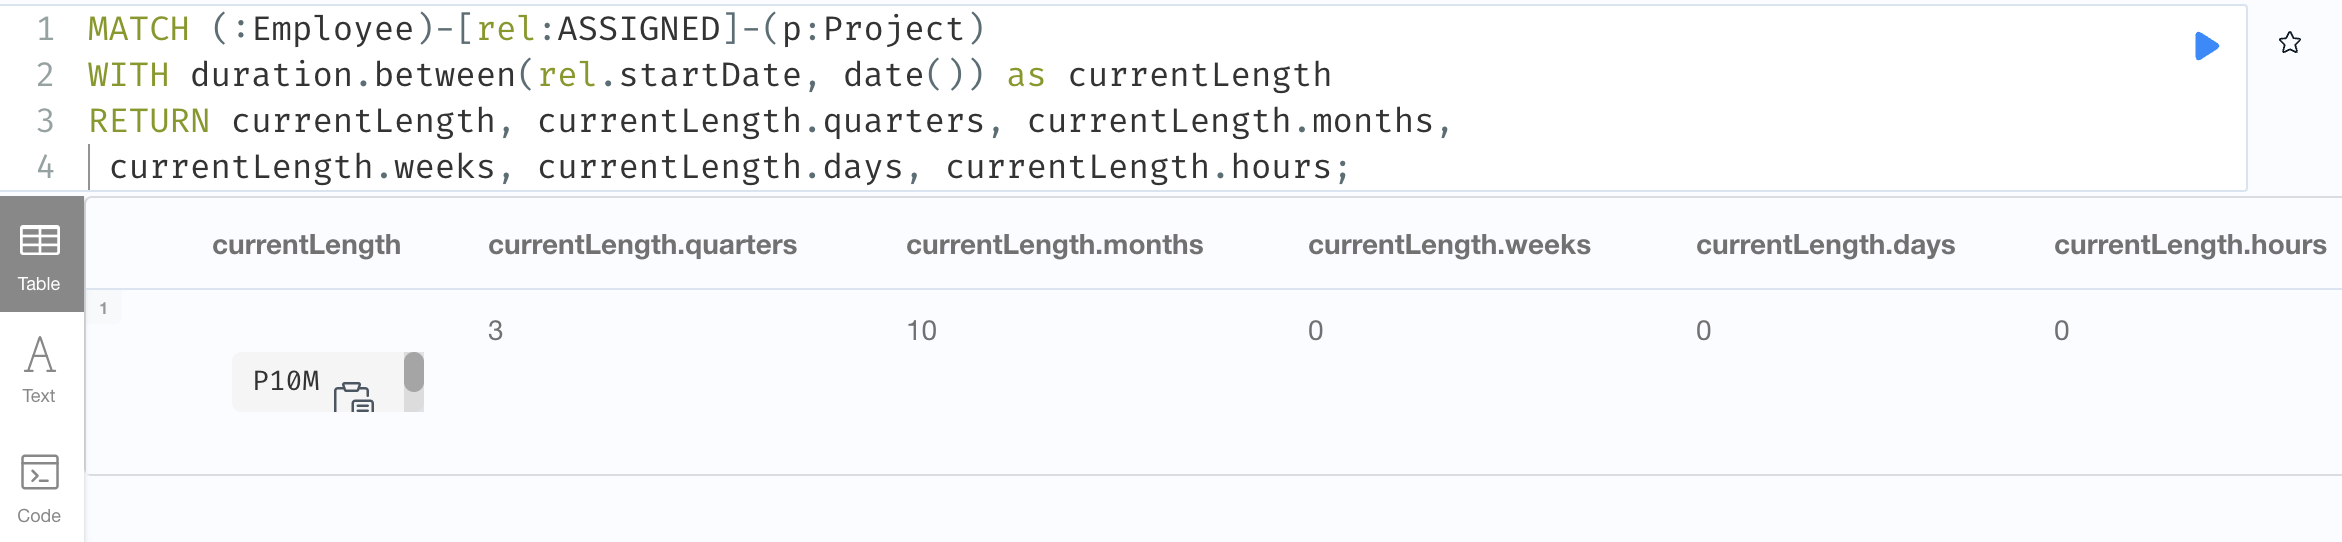 1 MATCH (:Employee)-[rel:ASSIGNED]-(p:Project)
2 WITH duration.between(rel.startDate, date()) as currentLength
3 RETURN currentLength, currentLength.quarters, currentLength.months,
4 currentLength.weeks, currentLength.days, currentLength.hours;
Table
Text
Code
currentLength currentLength.quarters currentLength.months currentLength.weeks currentLength.days currentLength.hours
1
3 10 0 0 0
P10M